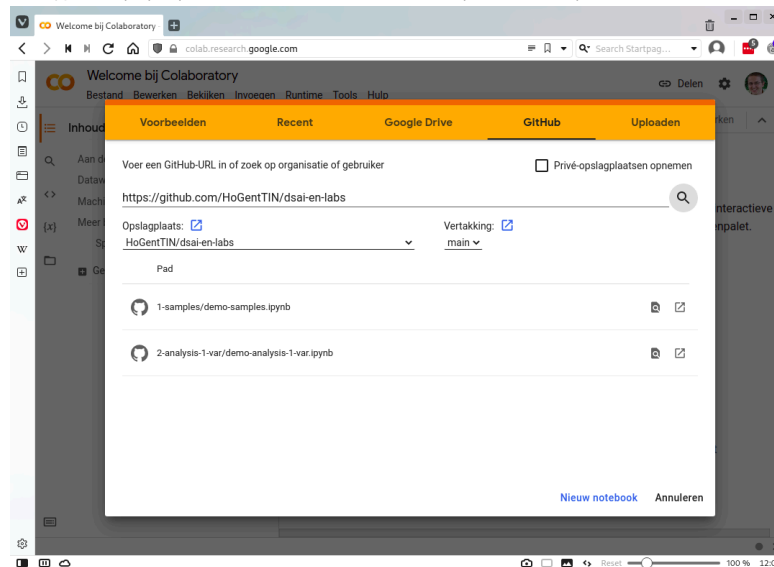 Welcome bij Colaboratory
colab.research.google.com
Search Startpag...
Welcome bij Colaboratory
Bestand Bewerken Bekijken Invoegen Runtime Tools Hulp
Delen
Inhoud
Voorbeelden Recent Google Drive GitHub Uploaden
Voer een GitHub-URL in of zoek op organisatie of gebruiker
Privé-opslagplaatsen opnemen
https://github.com/HoGentTIN/dsai-en-labs
Opslagplaats: Vertakking:
HoGentTIN/dsai-en-labs main
Pad
1-samples/demo-samples.ipynb
2-analysis-1-var/demo-analysis-1-var.ipynb
Nieuw notebook Annuleren
Reset 100 %